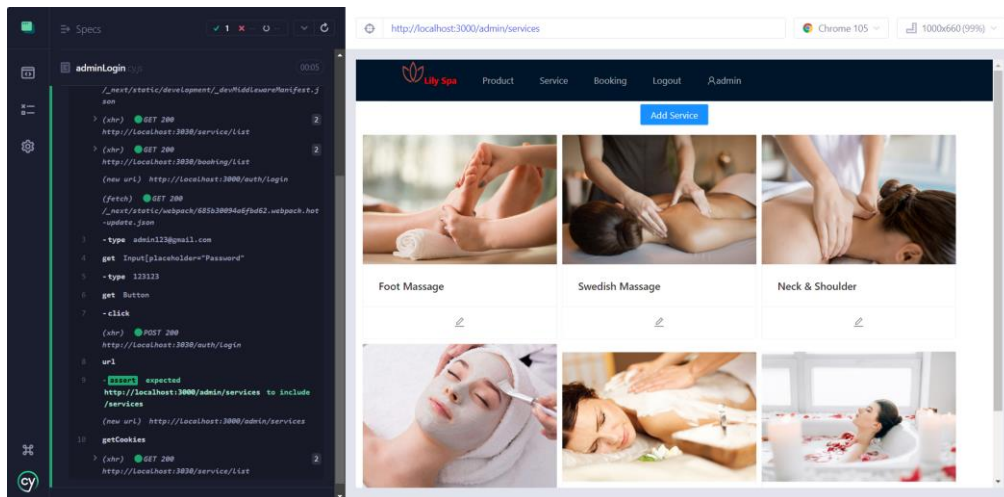 Specs
1
adminLogin cy.js
00:05
/_next/static/development/_devMiddlewareManifest.j
son
(xhr) GET 200
2
http://localhost:3030/service/list
(xhr) GET 200
2
http://localhost:3030/booking/list
(new url) http://localhost:3000/auth/login
(fetch) GET 200
/_next/static/webpack/685b30094a6fbd62.webpack.hot
-update.json
3 -type admin123@gmail.com
4 get Input[placeholder="Password"
5 -type 123123
6 get Button
7 -click
(xhr) POST 200
http://localhost:3030/auth/login
8 url
9 -assert expected
http://localhost:3000/admin/services to include
/services
(new url) http://localhost:3000/admin/services
10 getCookies
(xhr) GET 200
2
http://localhost:3030/service/list
cy
http://localhost:3000/admin/services
Chrome 105
1000x660 (99%)
Lily Spa Product Service Booking Logout admin
Add Service
Foot Massage
Swedish Massage
Neck & Shoulder